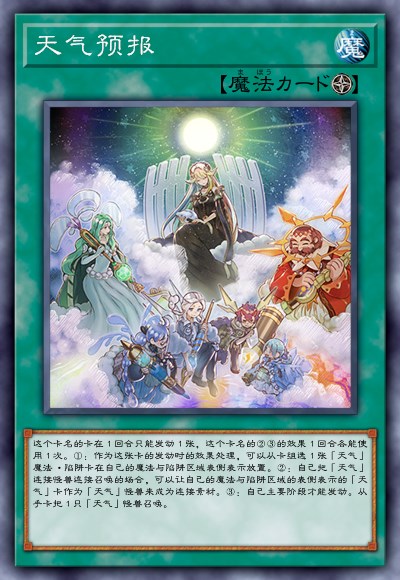 天气预报
魔
【魔法カード】
まほう
这个卡名的卡在1回合只能发动1张，这个卡名的②③的效果1回合各能使
用1次。①：作为这张卡的发动时的效果处理，可以从卡组选1张「天气」
魔法·陷阱卡在自己的魔法与陷阱区域表侧表示放置。②：自己把「天气」
连接怪兽连接召唤的场合，可以让自己的魔法与陷阱区域的表侧表示的「天
气」卡作为「天气」怪兽来成为连接素材。③：自己主要阶段才能发动。从
手卡把1只「天气」怪兽召唤。